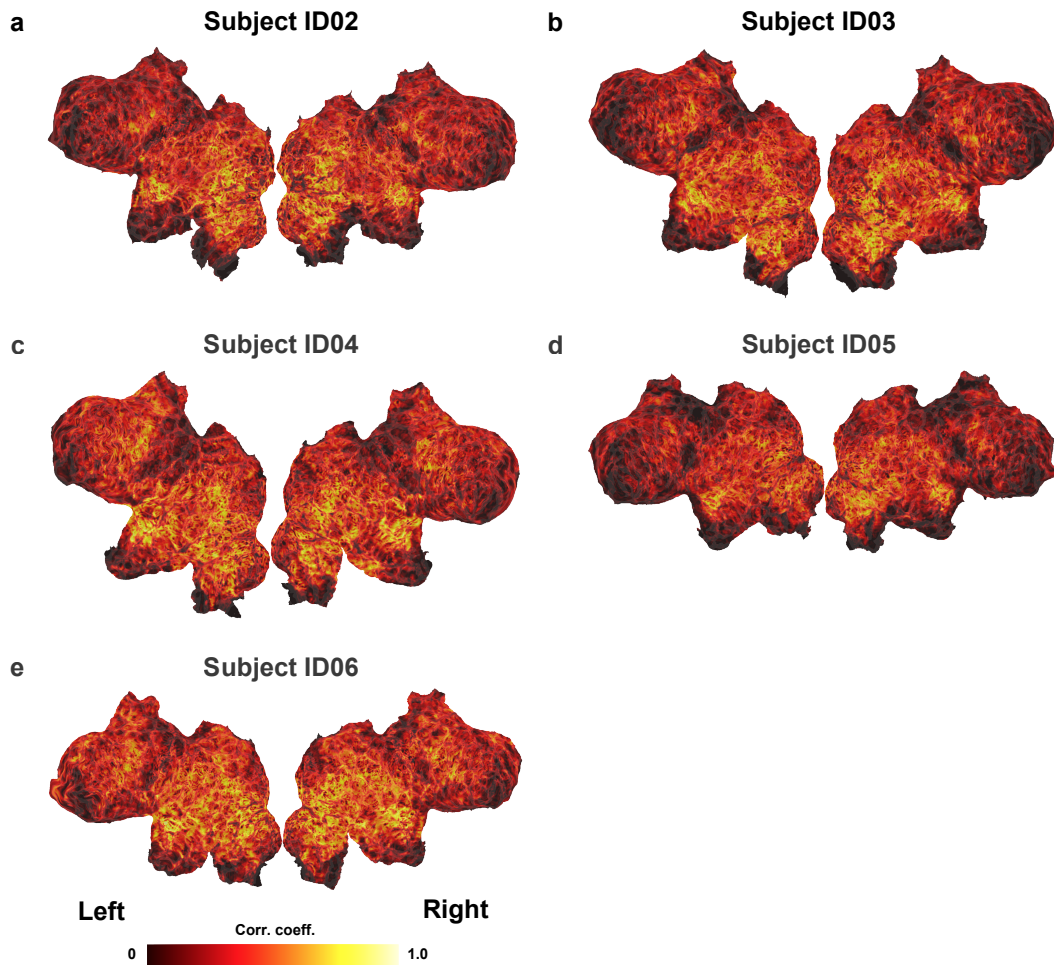 a
Subject ID02
b
Subject ID03
c
Subject ID04
d
Subject ID05
e
Subject ID06
Left
Right
Corr. coeff.
0
1.0